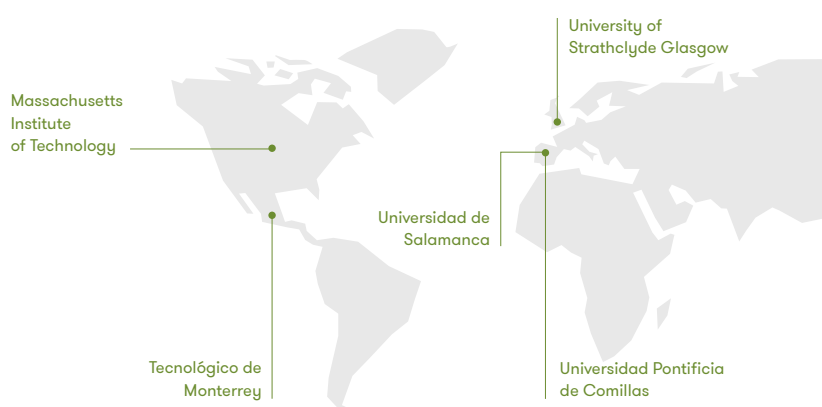 University of
Strathclyde Glasgow
Massachusetts
Institute
of Technology
Universidad de
Salamanca
Tecnológico de
Monterrey
Universidad Pontificia
de Comillas